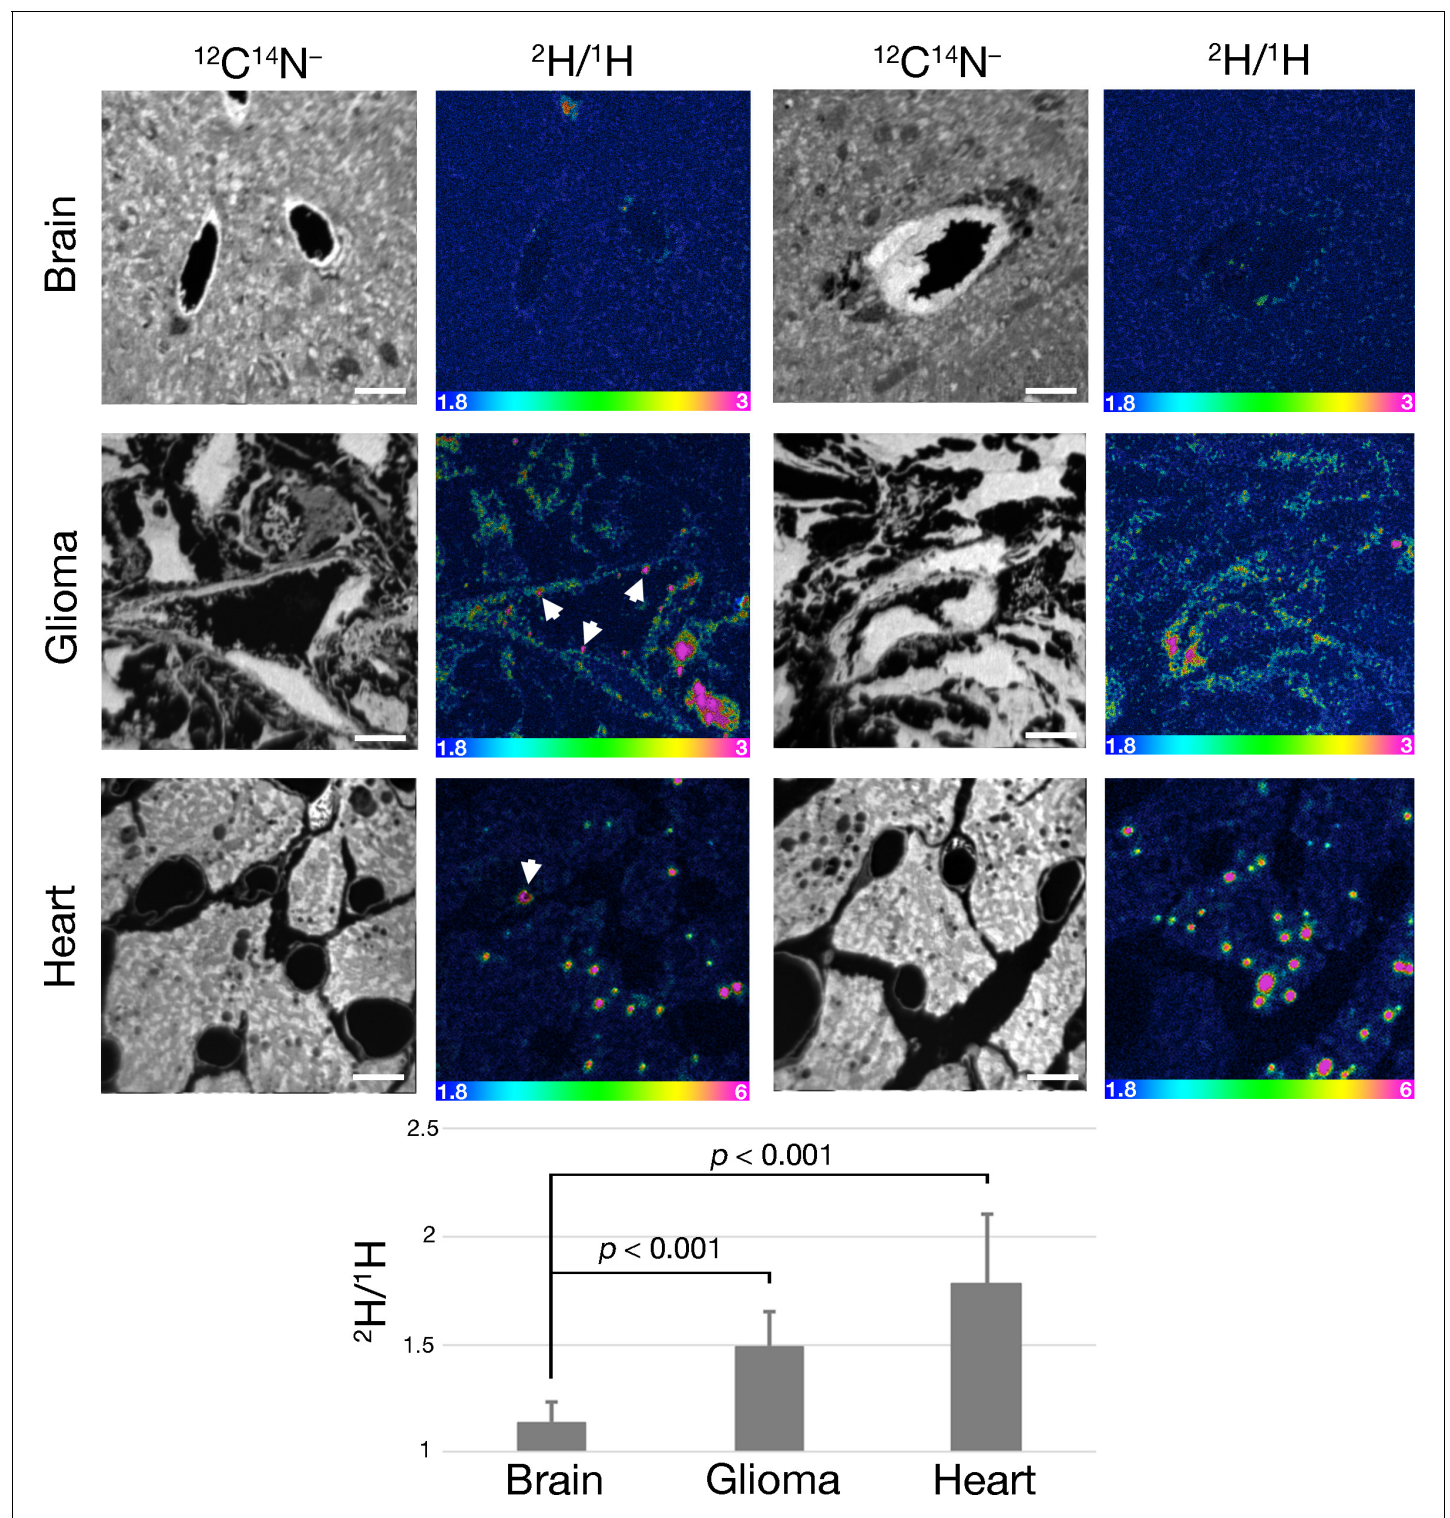 ¹²C¹⁴N⁻ ²H/¹H ¹²C¹⁴N⁻ ²H/¹H
Brain
1.8 3 1.8 3
Glioma
1.8 3 1.8 3
Heart
1.8 6 1.8 6
2.5
p < 0.001
2
p < 0.001
²H/¹H
1.5
1
Brain Glioma Heart